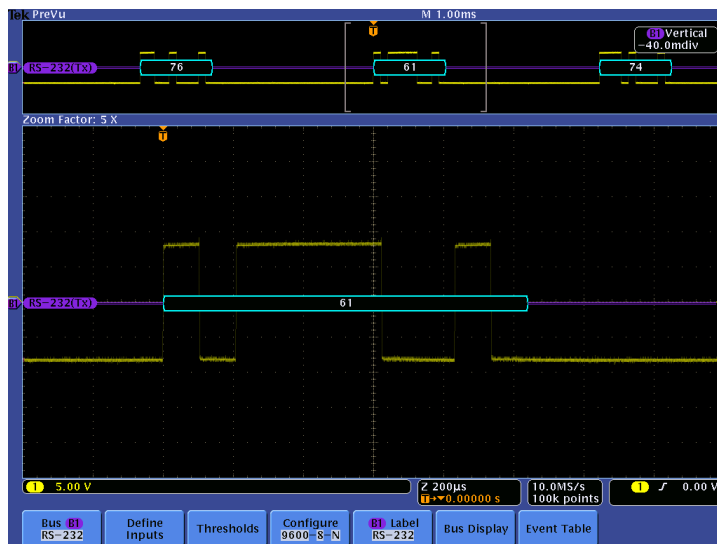 Tek PreVu M 1.00ms
B1 Vertical
-40.0mdiv
B1 RS-232(Tx) 76 61 74
Zoom Factor: 5 X
B1 RS-232(Tx) 61
1 5.00 V Z 200µs 10.0MS/s 1 0.00 V
T→▼0.00000 s 100k points
Bus B1 Define Thresholds Configure B1 Label Bus Display Event Table
RS-232 Inputs 9600-8-N RS-232